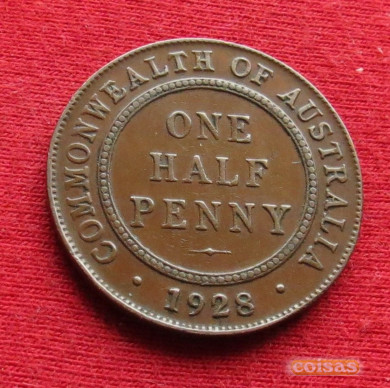 COMMONWEALTH OF AUSTRALIA
ONE
HALF
PENNY
· 1928 ·
coisas